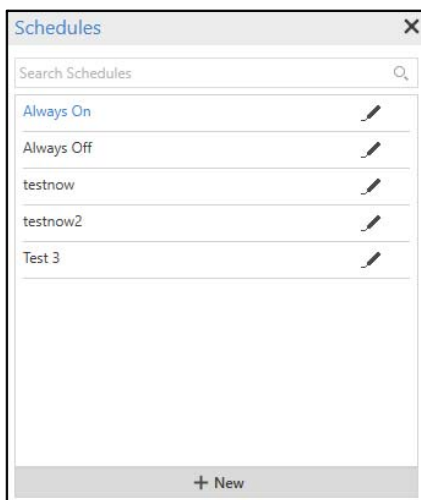 Schedules
Search Schedules
Always On
Always Off
testnow
testnow2
Test 3
+ New